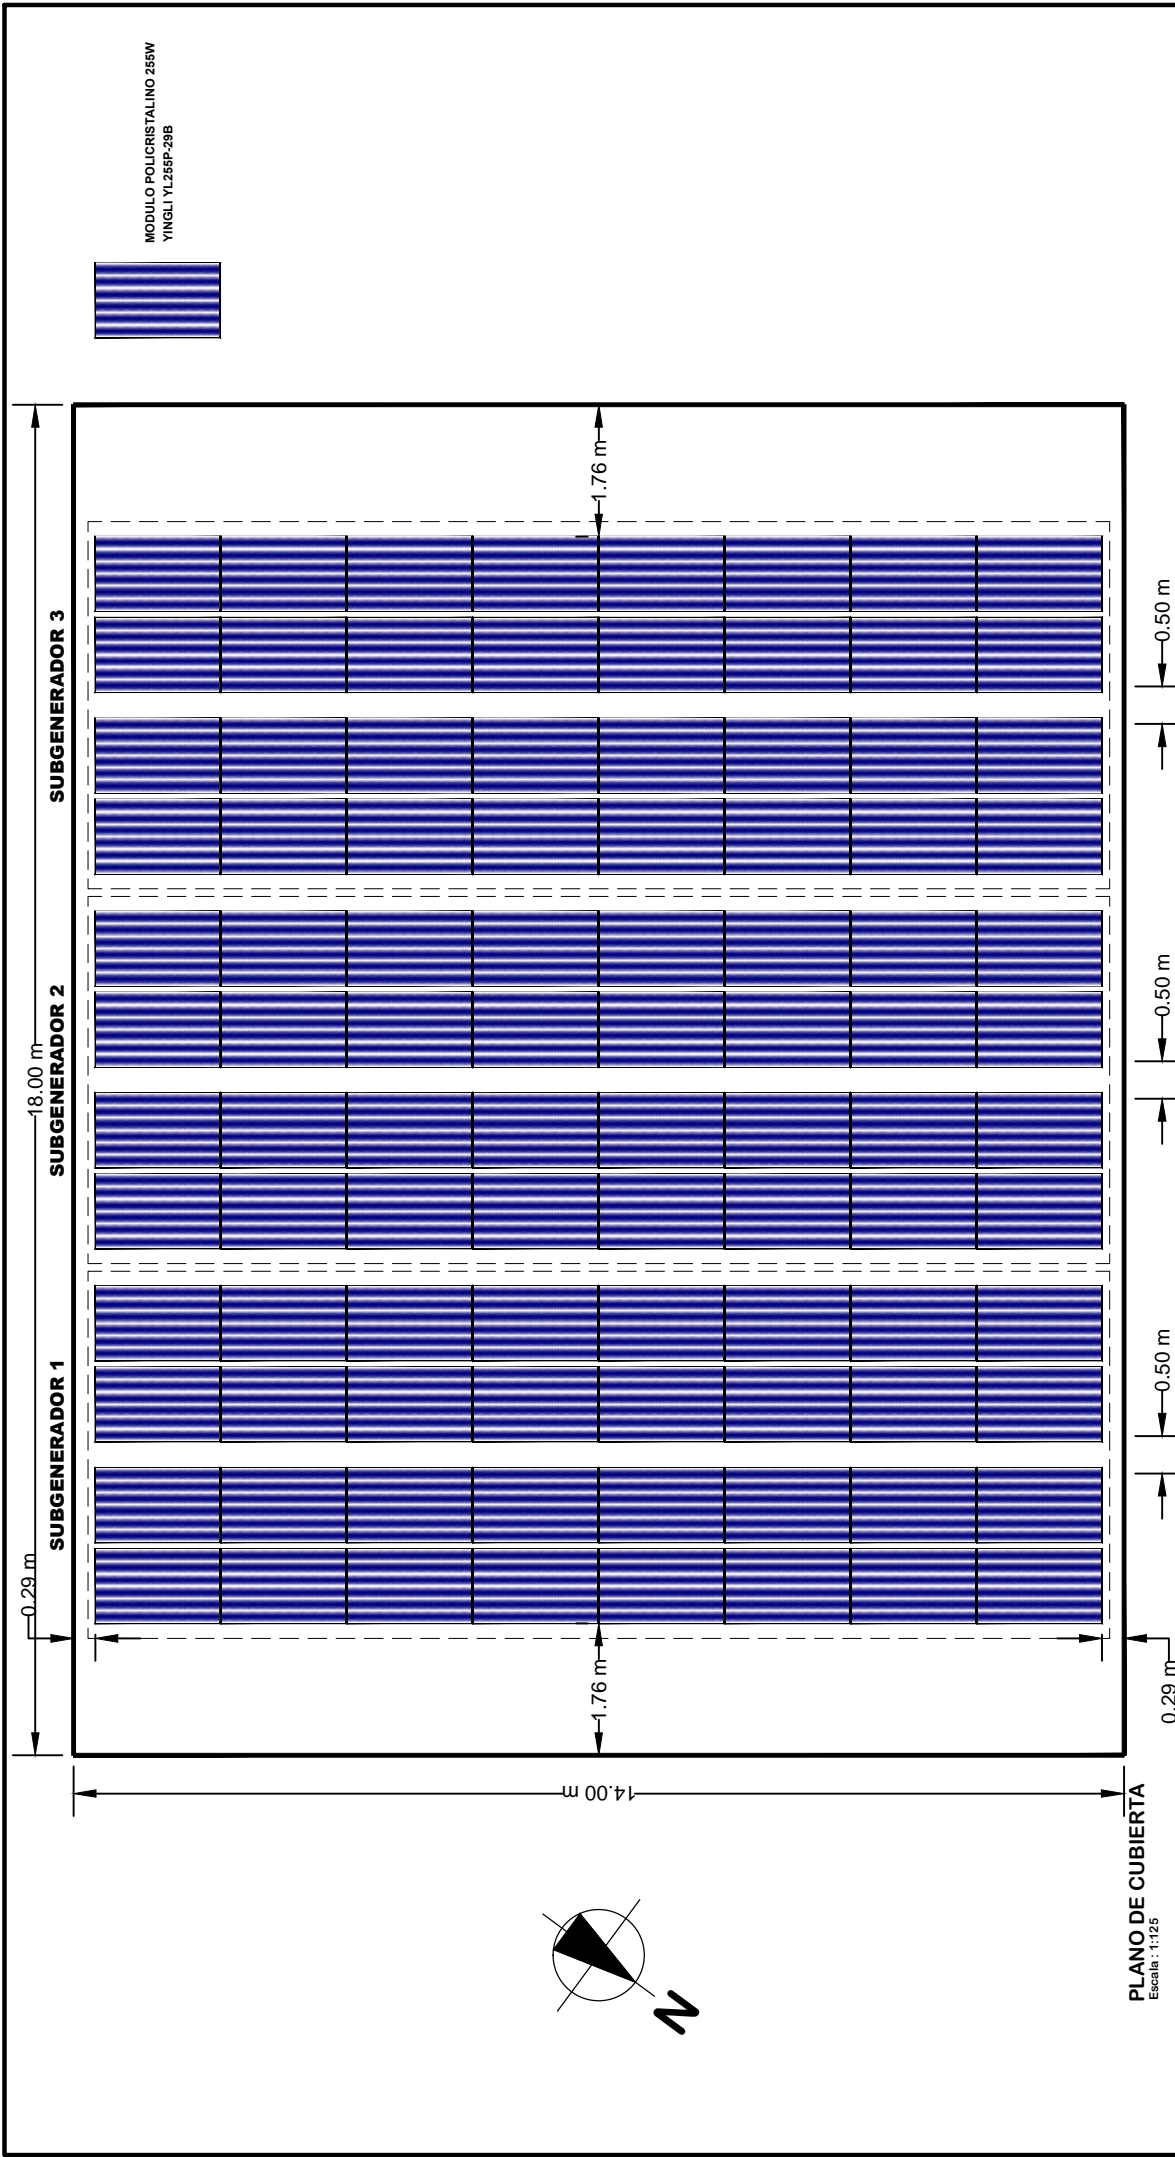 MODULO POLICRISTALINO 255W
YINGLI YL255P-29B
18.00 m
SUBGENERADOR 1
SUBGENERADOR 2
SUBGENERADOR 3
0.29 m
1.76 m
1.76 m
14.00 m
0.50 m
0.50 m
0.50 m
0.29 m
N
PLANO DE CUBIERTA
Escala : 1:125